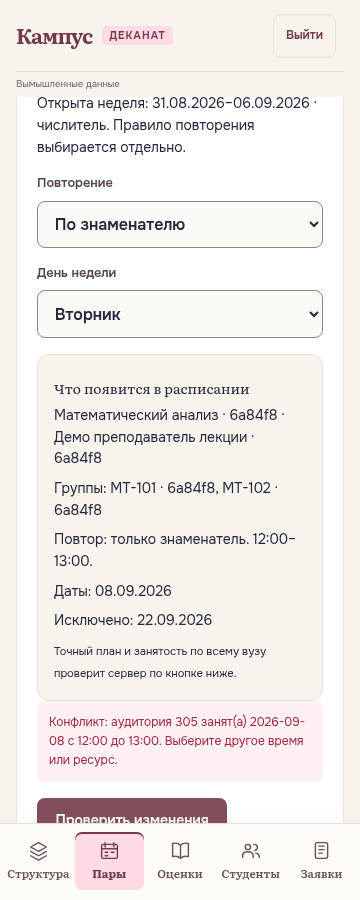 Кампус ДЕКАНАТ Выйти
Вымышленные данные
Открыта неделя: 31.08.2026–06.09.2026 ·
числитель. Правило повторения
выбирается отдельно.
Повторение
По знаменателю
День недели
Вторник
Что появится в расписании
Математический анализ · 6a84f8 ·
Демо преподаватель лекции ·
6a84f8
Группы: МТ-101 · 6a84f8, МТ-102 ·
6a84f8
Повтор: только знаменатель. 12:00–
13:00.
Даты: 08.09.2026
Исключено: 22.09.2026
Точный план и занятость по всему вузу
проверит сервер по кнопке ниже.
Конфликт: аудитория 305 занят(а) 2026-09-
08 с 12:00 до 13:00. Выберите другое время
или ресурс.
Проверить изменения
Структура Пары Оценки Студенты Заявки